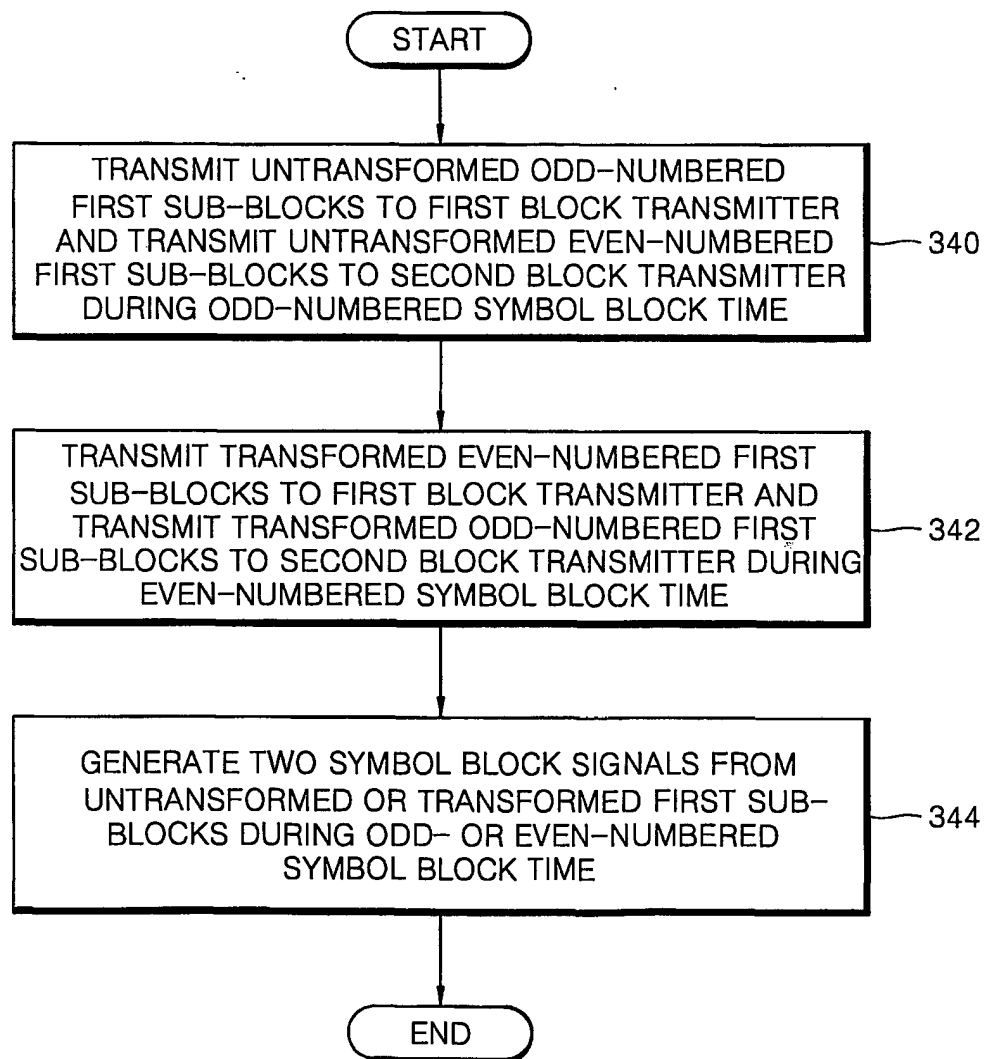 START
TRANSMIT UNTRANSFORMED ODD-NUMBERED
FIRST SUB-BLOCKS TO FIRST BLOCK TRANSMITTER
AND TRANSMIT UNTRANSFORMED EVEN-NUMBERED
FIRST SUB-BLOCKS TO SECOND BLOCK TRANSMITTER
DURING ODD-NUMBERED SYMBOL BLOCK TIME
340
TRANSMIT TRANSFORMED EVEN-NUMBERED FIRST
SUB-BLOCKS TO FIRST BLOCK TRANSMITTER AND
TRANSMIT TRANSFORMED ODD-NUMBERED FIRST
SUB-BLOCKS TO SECOND BLOCK TRANSMITTER DURING
EVEN-NUMBERED SYMBOL BLOCK TIME
342
GENERATE TWO SYMBOL BLOCK SIGNALS FROM
UNTRANSFORMED OR TRANSFORMED FIRST SUB-
BLOCKS DURING ODD- OR EVEN-NUMBERED
SYMBOL BLOCK TIME
344
END